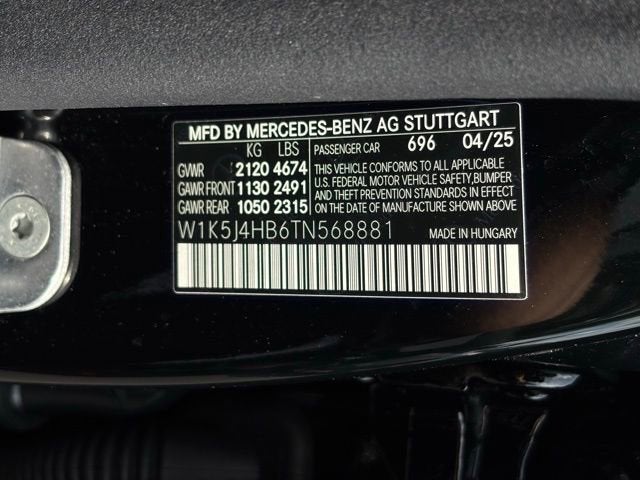 MFD BY MERCEDES-BENZ AG STUTTGART
KG LBS PASSENGER CAR 696 04/25
GVWR 2120 4674
GAWR FRONT 1130 2491
GAWR REAR 1050 2315
THIS VEHICLE CONFORMS TO ALL APPLICABLE
U.S. FEDERAL MOTOR VEHICLE SAFETY,BUMPER
AND THEFT PREVENTION STANDARDS IN EFFECT
ON THE DATE OF MANUFACTURE SHOWN ABOVE.
W1K5J4HB6TN568881 MADE IN HUNGARY